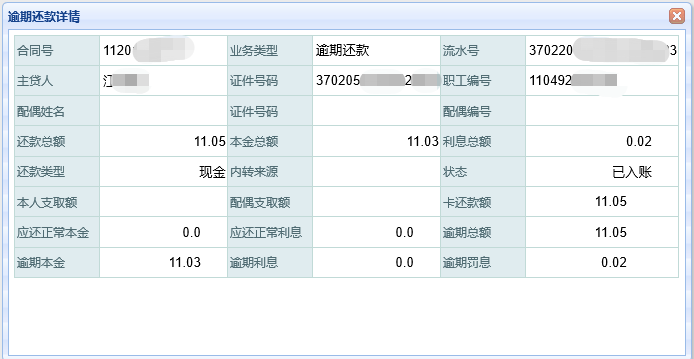 逾期还款详情
合同号 1120 业务类型 逾期还款 流水号 370220 3
主贷人 证件号码 370205 2 职工编号 110492
配偶姓名 证件号码 配偶编号
还款总额 11.05 本金总额 11.03 利息总额 0.02
还款类型 现金 内转来源 状态 已入账
本人支取额 配偶支取额 卡还款额 11.05
应还正常本金 0.0 应还正常利息 0.0 逾期总额 11.05
逾期本金 11.03 逾期利息 0.0 逾期罚息 0.02